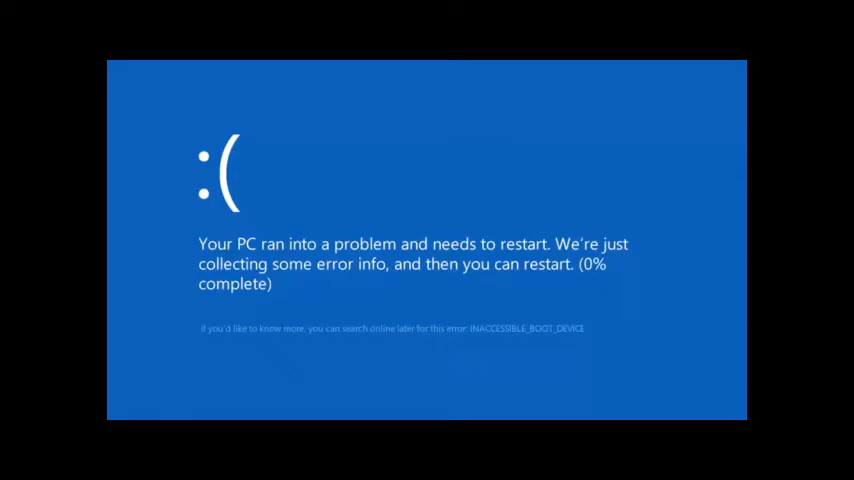 :(
Your PC ran into a problem and needs to restart. We're just
collecting some error info, and then you can restart. (0%
complete)
If you'd like to know more, you can search online later for this error: INACCESSIBLE_BOOT_DEVICE